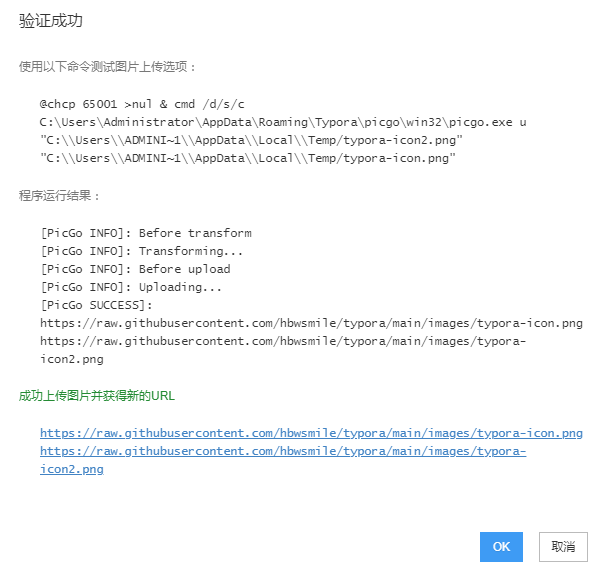 验证成功
使用以下命令测试图片上传选项：
@chcp 65001 >nul & cmd /d/s/c
C:\Users\Administrator\AppData\Roaming\Typora\picgo\win32\picgo.exe u
"C:\\Users\\ADMINI~1\\AppData\\Local\\Temp/typora-icon2.png"
"C:\\Users\\ADMINI~1\\AppData\\Local\\Temp/typora-icon.png"
程序运行结果：
[PicGo INFO]: Before transform
[PicGo INFO]: Transforming...
[PicGo INFO]: Before upload
[PicGo INFO]: Uploading...
[PicGo SUCCESS]:
https://raw.githubusercontent.com/hbwsmile/typora/main/images/typora-icon.png
https://raw.githubusercontent.com/hbwsmile/typora/main/images/typora-
icon2.png
成功上传图片并获得新的URL
https://raw.githubusercontent.com/hbwsmile/typora/main/images/typora-icon.png
https://raw.githubusercontent.com/hbwsmile/typora/main/images/typora-
icon2.png
OK 取消